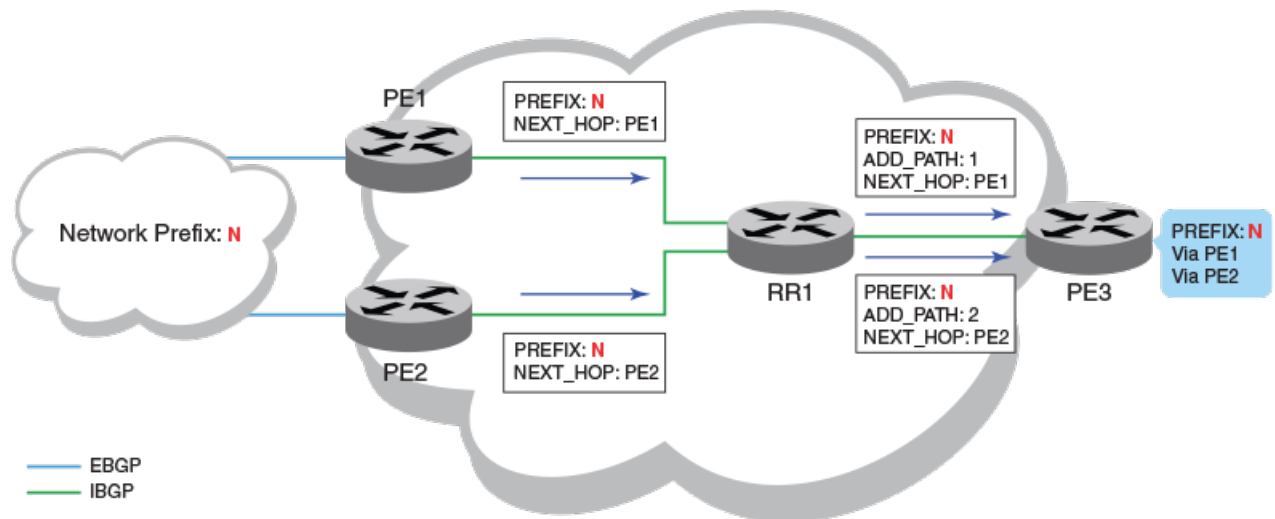 PE1
PREFIX: N
NEXT_HOP: PE1
PREFIX: N
ADD_PATH: 1
NEXT_HOP: PE1
Network Prefix: N
PREFIX: N
Via PE1
Via PE2
RR1
PE3
PREFIX: N
ADD_PATH: 2
NEXT_HOP: PE2
PREFIX: N
NEXT_HOP: PE2
PE2
EBGP
IBGP